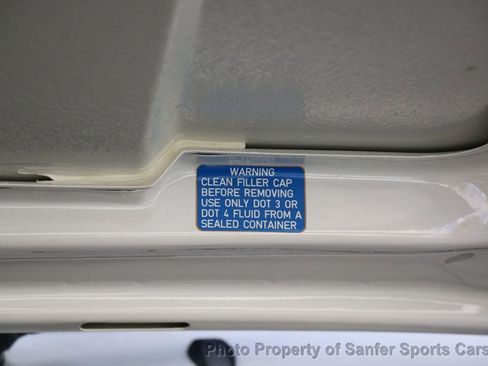 WARNING
CLEAN FILLER CAP
BEFORE REMOVING
USE ONLY DOT 3 OR
DOT 4 FLUID FROM A
SEALED CONTAINER
Photo Property of Sanfer Sports Cars